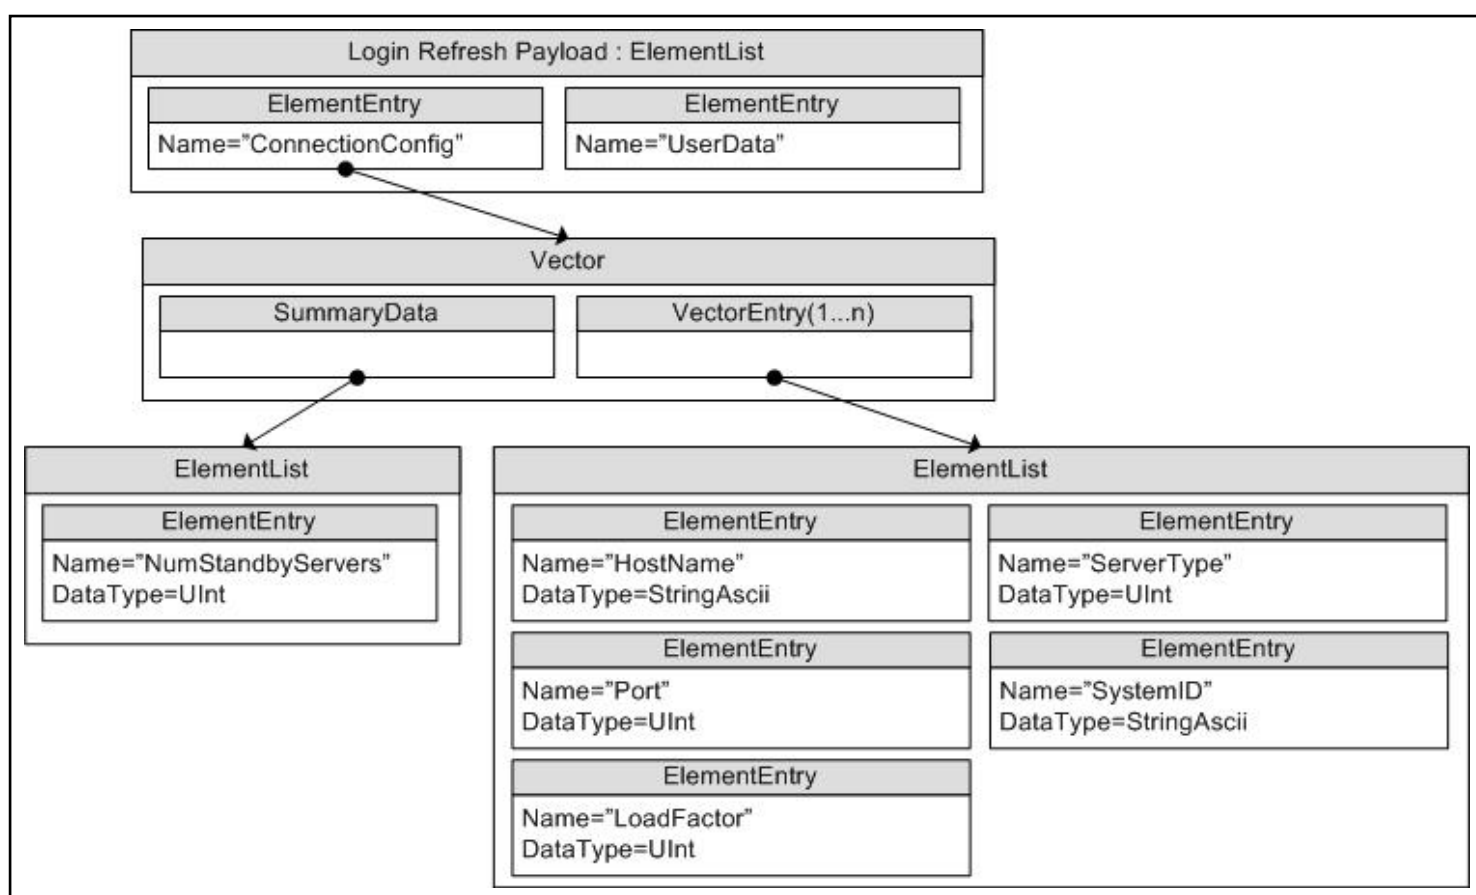 Login Refresh Payload : ElementList
ElementEntry
Name=”ConnectionConfig”
ElementEntry
Name=”UserData”
Vector
SummaryData
VectorEntry(1...n)
ElementList
ElementEntry
Name=”NumStandbyServers”
DataType=UInt
ElementList
ElementEntry
Name=”HostName”
DataType=StringAscii
ElementEntry
Name=”ServerType”
DataType=UInt
ElementEntry
Name=”Port”
DataType=UInt
ElementEntry
Name=”SystemID”
DataType=StringAscii
ElementEntry
Name=”LoadFactor”
DataType=UInt